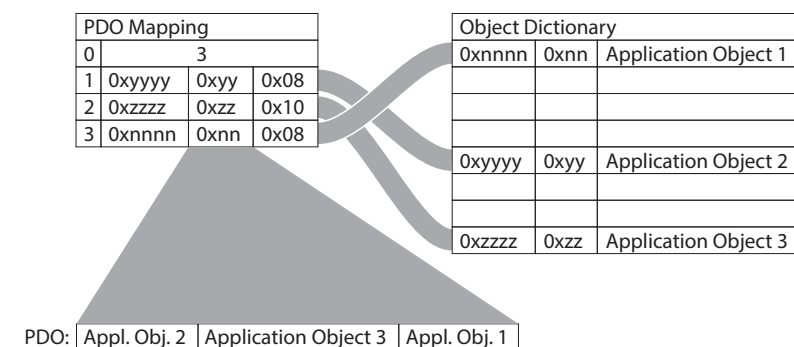 PDO Mapping
0 3
1 0xyyyy 0xyy 0x08
2 0xzzzz 0xzz 0x10
3 0xnnnn 0xnn 0x08
Object Dictionary
0xnnnn 0xnn Application Object 1
0xyyyy 0xyy Application Object 2
0xzzzz 0xzz Application Object 3
PDO: Appl. Obj. 2 Application Object 3 Appl. Obj. 1